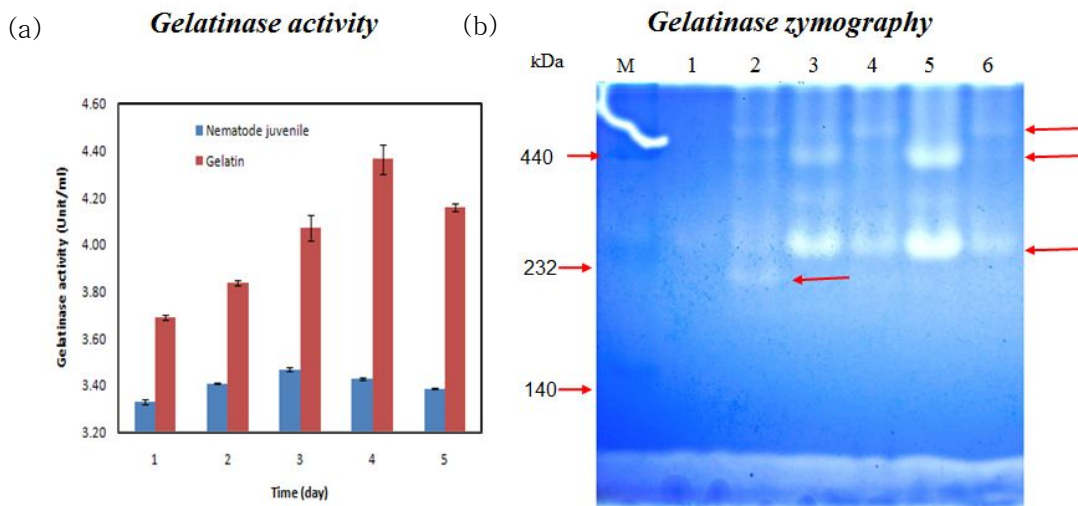 (a)
Gelatinase activity
4.60
4.40
4.20
4.00
3.80
3.60
3.40
3.20
Gelatinase activity (Unit/ml)
Nematode juvenile
Gelatin
1 2 3 4 5
Time (day)
(b)
Gelatinase zymography
kDa M 1 2 3 4 5 6
440
232
140